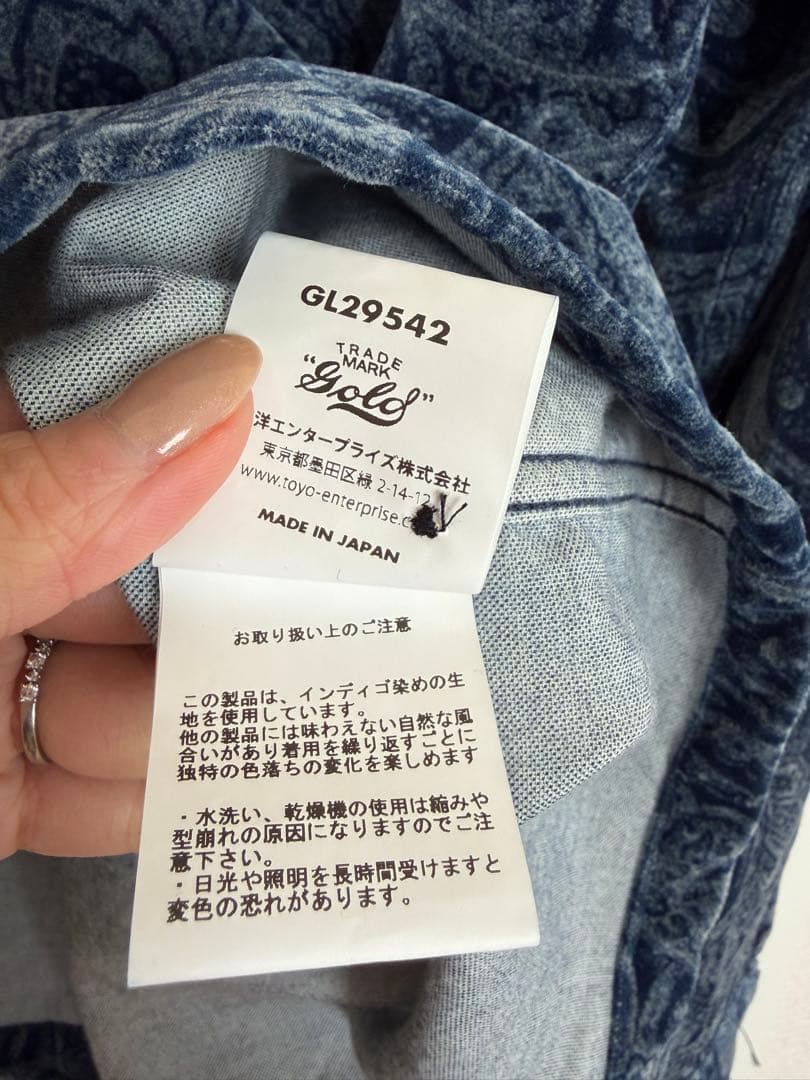 GL29542
TRADE
MARK
"Gold"
洋エンタープライズ株式会社
東京都墨田区緑 2-14-12
www.toyo-enterprise.c
MADE IN JAPAN
お取り扱い上のご注意
この製品は、インディゴ染めの生
地を使用しています。
他の製品には味わえない自然な風
合いがあり着用を繰り返すごとに
独特の色落ちの変化を楽しめます
・水洗い、乾燥機の使用は縮みや
型崩れの原因になりますのでご注
意下さい。
・日光や照明を長時間受けますと
変色の恐れがあります。